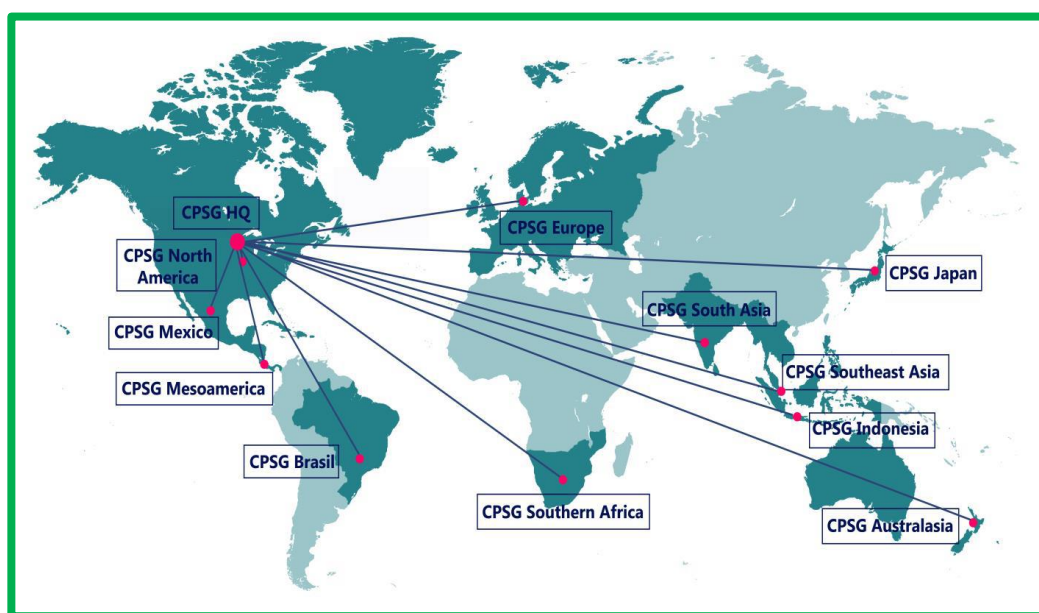 CPSG HQ
CPSG Europe
CPSG North
America
CPSG Japan
CPSG South Asia
CPSG Mexico
CPSG Southeast Asia
CPSG Mesoamerica
CPSG Indonesia
CPSG Brasil
CPSG Southern Africa
CPSG Australasia